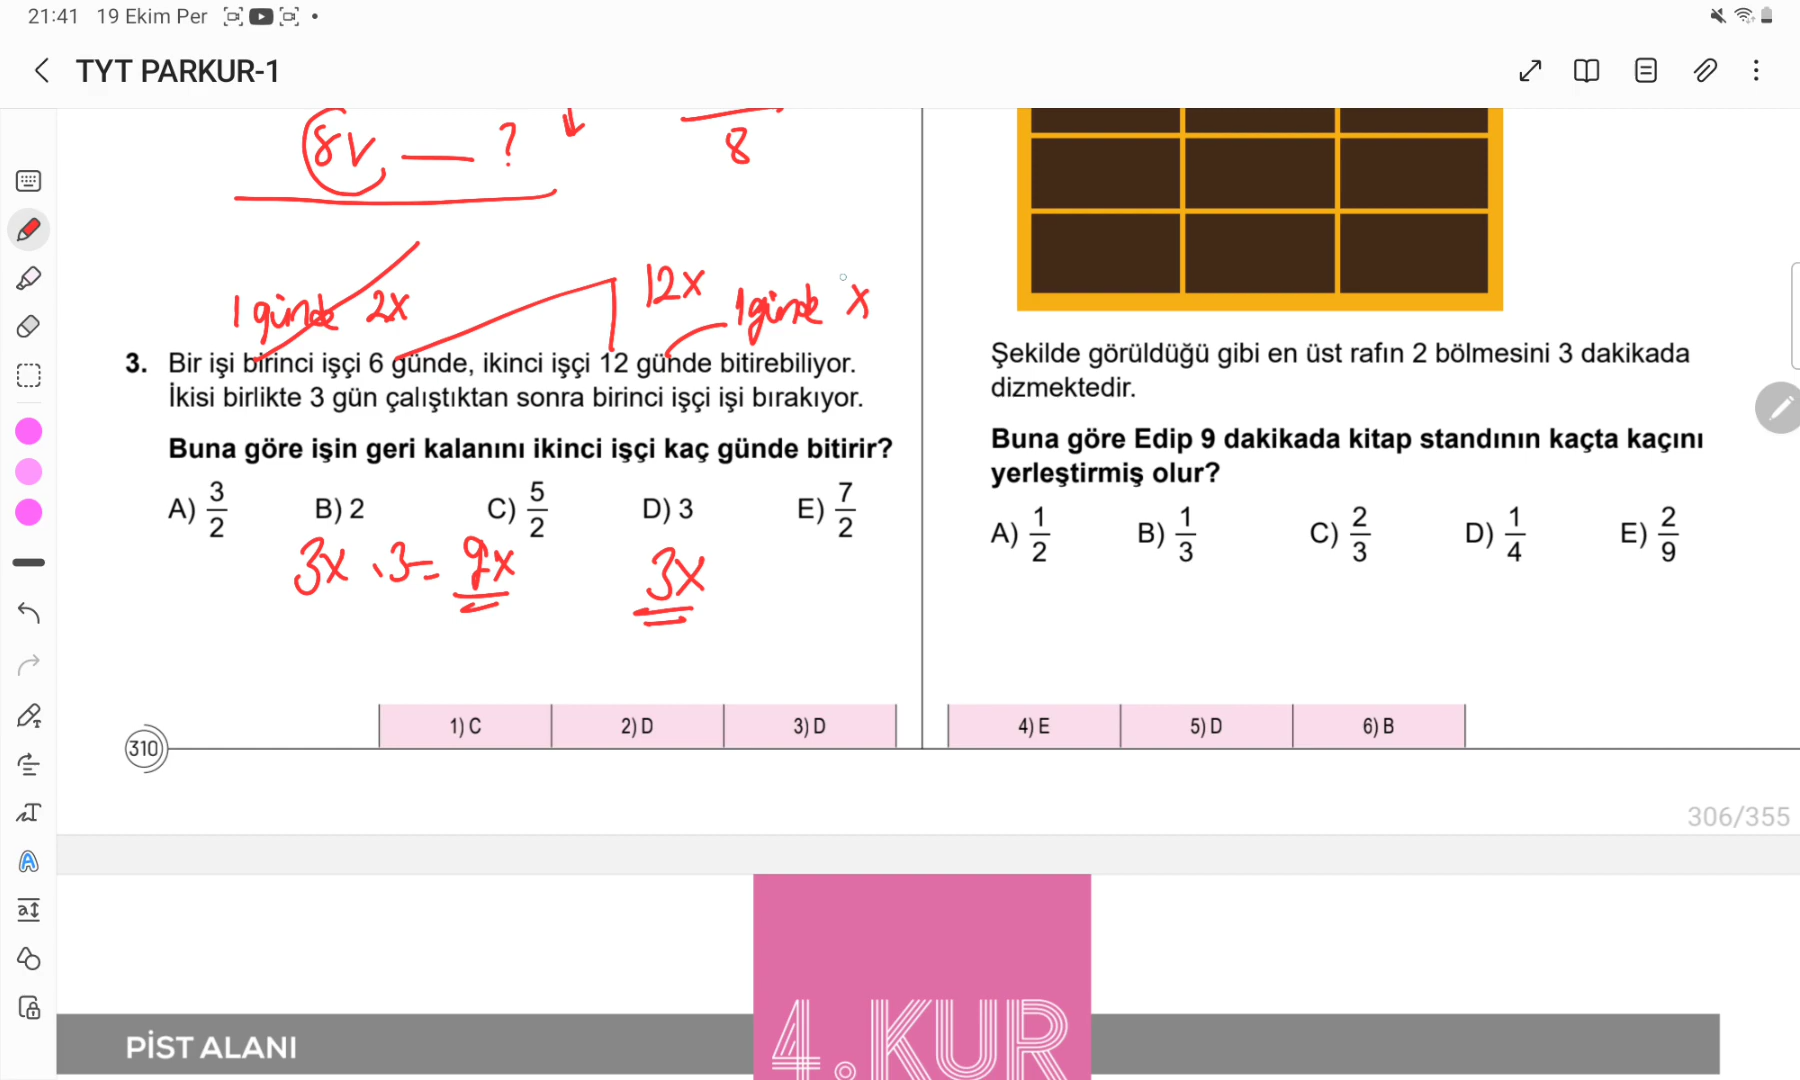 21:41 19 Ekim Per
TYT PARKUR-1
8v — ?
8
1 günde 2x
12x
1 günde x
3. Bir işi birinci işçi 6 günde, ikinci işçi 12 günde bitirebiliyor.
İkisi birlikte 3 gün çalıştıktan sonra birinci işçi işi bırakıyor.
Buna göre işin geri kalanını ikinci işçi kaç günde bitirir?
A) 3/2 B) 2 C) 5/2 D) 3 E) 7/2
3x . 3 = 9x 3x
1) C 2) D 3) D
310
Şekilde görüldüğü gibi en üst rafın 2 bölmesini 3 dakikada
dizmektedir.
Buna göre Edip 9 dakikada kitap standının kaçta kaçını
yerleştirmiş olur?
A) 1/2 B) 1/3 C) 2/3 D) 1/4 E) 2/9
4) E 5) D 6) B
306/355
4.KUR
PİST ALANI